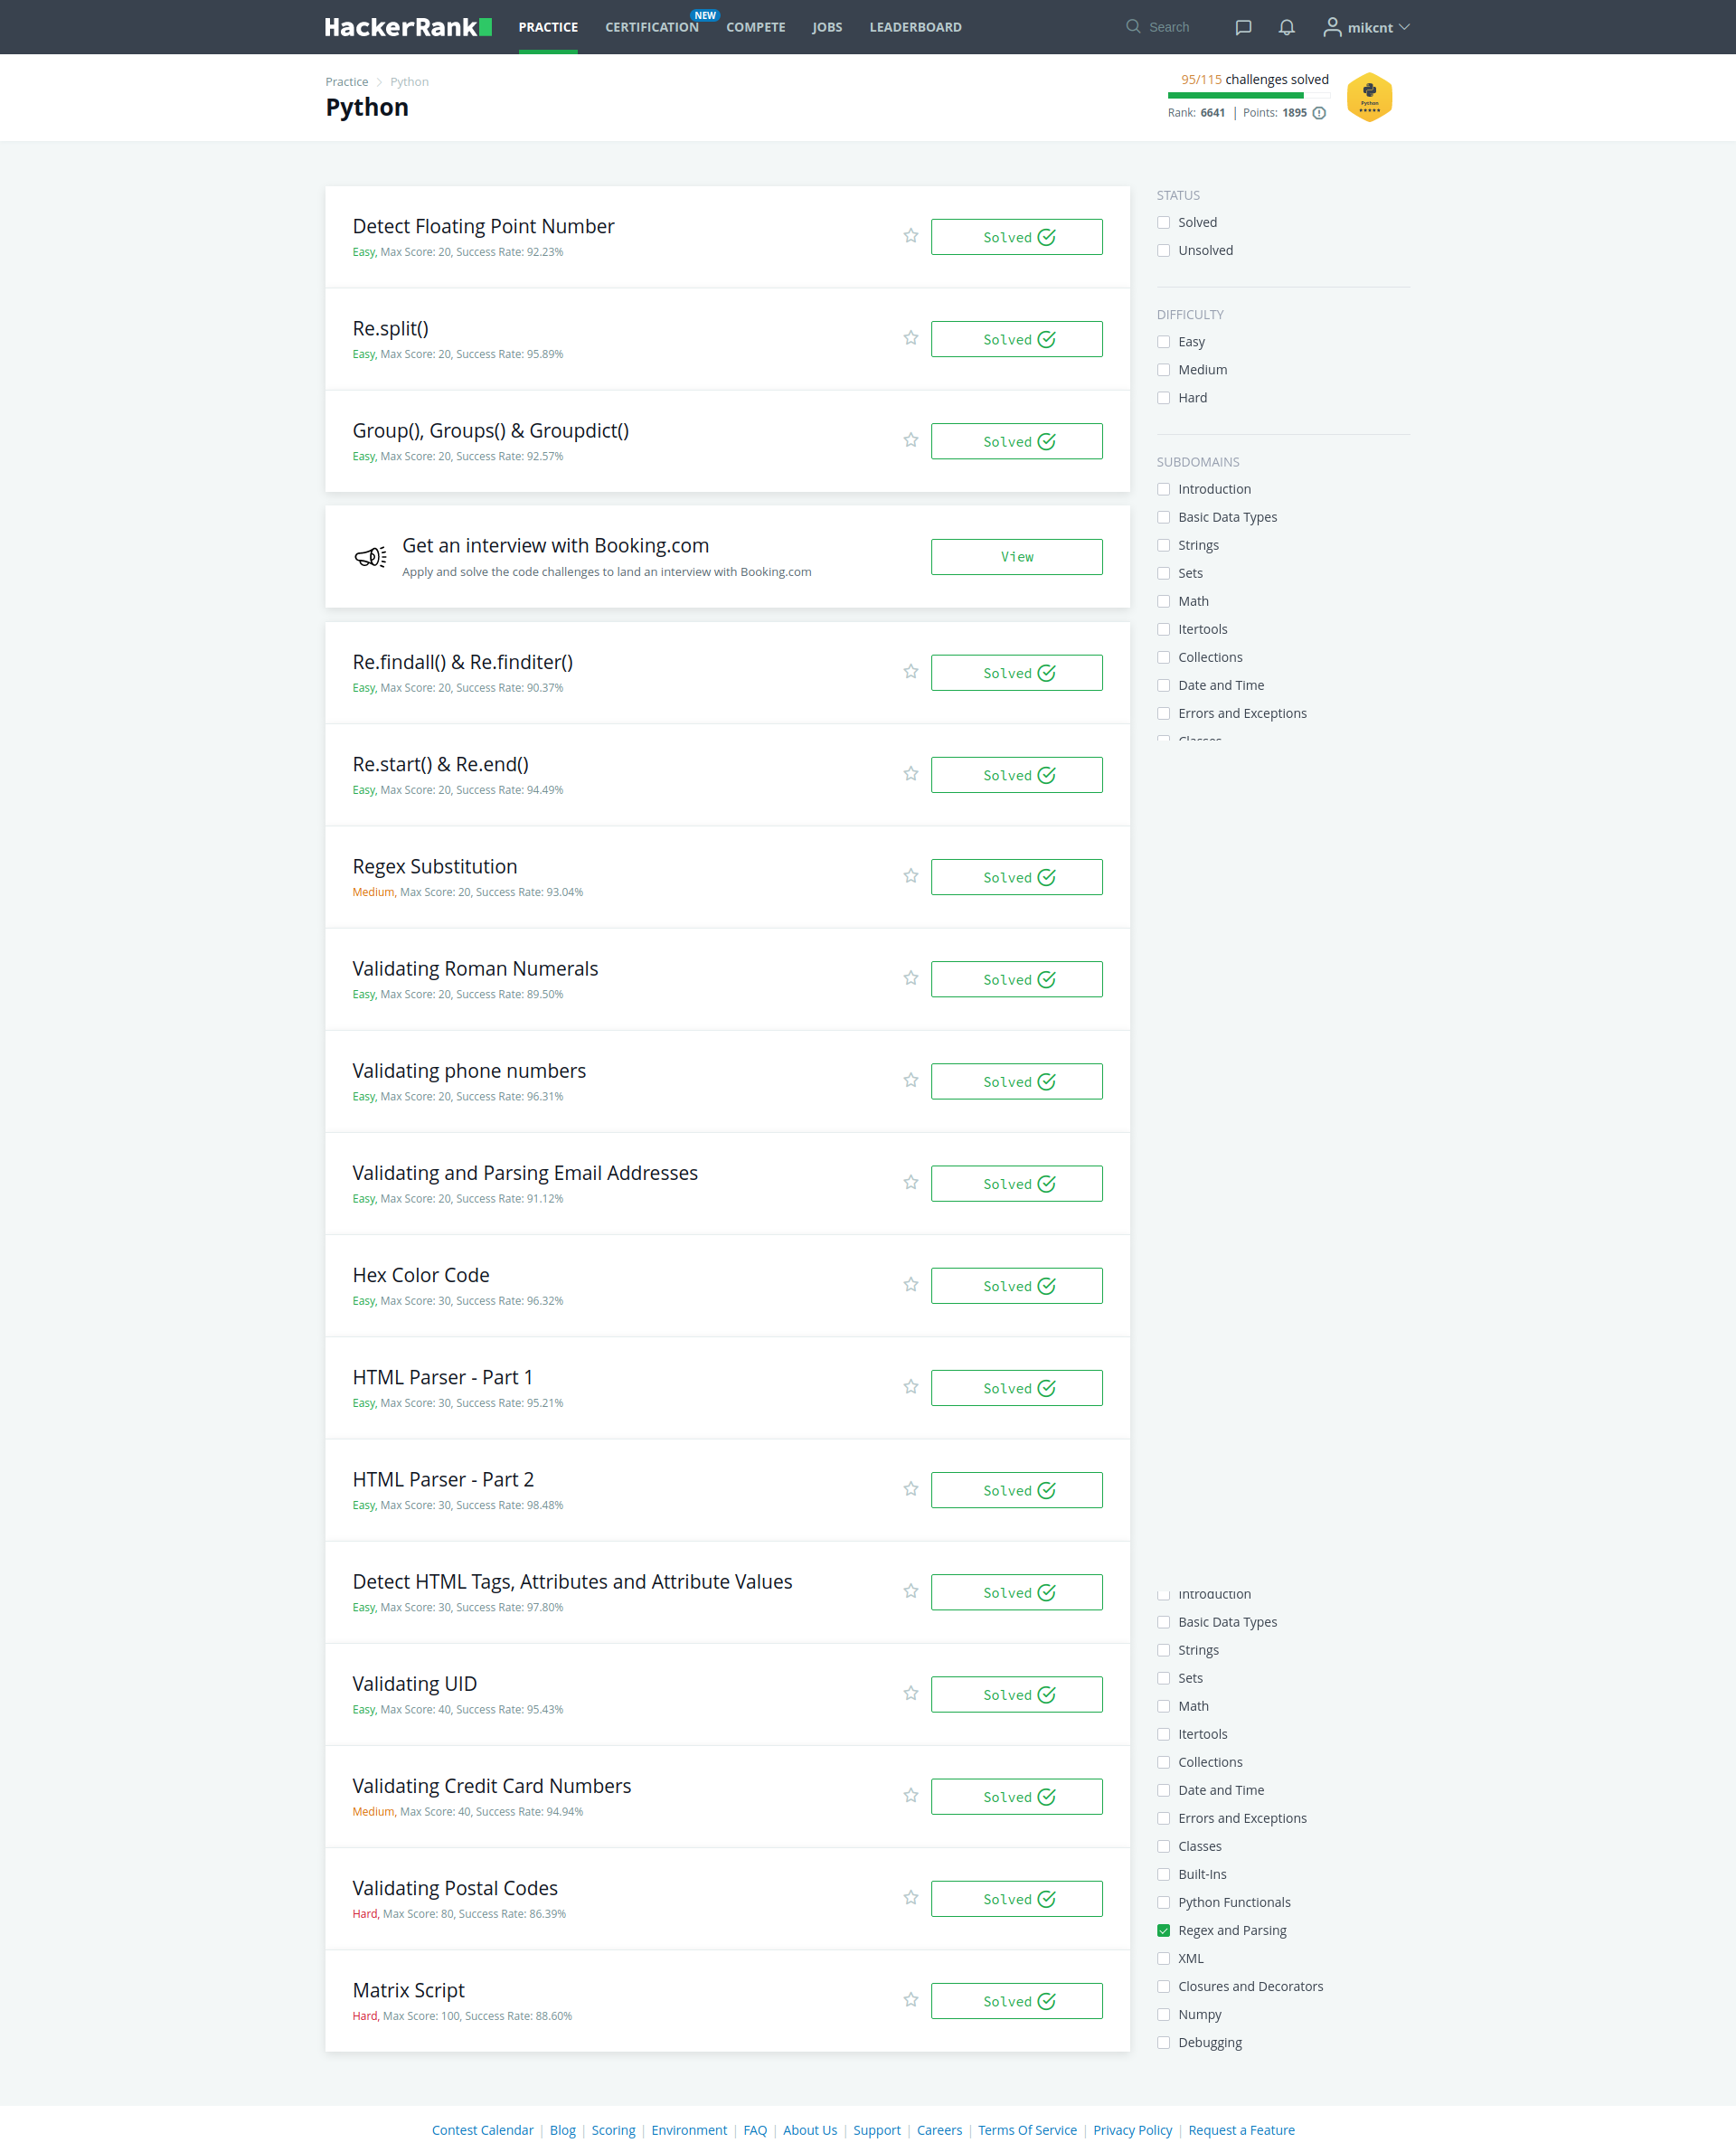 HackerRank PRACTICE CERTIFICATION NEW COMPETE JOBS LEADERBOARD Search mikcnt
Practice > Python
Python
95/115 challenges solved
Rank: 6641 | Points: 1895
Python
Detect Floating Point Number
Easy, Max Score: 20, Success Rate: 92.23%
Solved
Re.split()
Easy, Max Score: 20, Success Rate: 95.89%
Solved
Group(), Groups() & Groupdict()
Easy, Max Score: 20, Success Rate: 92.57%
Solved
Get an interview with Booking.com
Apply and solve the code challenges to land an interview with Booking.com
View
Re.findall() & Re.finditer()
Easy, Max Score: 20, Success Rate: 90.37%
Solved
Re.start() & Re.end()
Easy, Max Score: 20, Success Rate: 94.49%
Solved
Regex Substitution
Medium, Max Score: 20, Success Rate: 93.04%
Solved
Validating Roman Numerals
Easy, Max Score: 20, Success Rate: 89.50%
Solved
Validating phone numbers
Easy, Max Score: 20, Success Rate: 96.31%
Solved
Validating and Parsing Email Addresses
Easy, Max Score: 20, Success Rate: 91.12%
Solved
Hex Color Code
Easy, Max Score: 30, Success Rate: 96.32%
Solved
HTML Parser - Part 1
Easy, Max Score: 30, Success Rate: 95.21%
Solved
HTML Parser - Part 2
Easy, Max Score: 30, Success Rate: 98.48%
Solved
Detect HTML Tags, Attributes and Attribute Values
Easy, Max Score: 30, Success Rate: 97.80%
Solved
Validating UID
Easy, Max Score: 40, Success Rate: 95.43%
Solved
Validating Credit Card Numbers
Medium, Max Score: 40, Success Rate: 94.94%
Solved
Validating Postal Codes
Hard, Max Score: 80, Success Rate: 86.39%
Solved
Matrix Script
Hard, Max Score: 100, Success Rate: 88.60%
Solved
STATUS
Solved
Unsolved
DIFFICULTY
Easy
Medium
Hard
SUBDOMAINS
Introduction
Basic Data Types
Strings
Sets
Math
Itertools
Collections
Date and Time
Errors and Exceptions
Classes
Introduction
Basic Data Types
Strings
Sets
Math
Itertools
Collections
Date and Time
Errors and Exceptions
Classes
Built-Ins
Python Functionals
Regex and Parsing
XML
Closures and Decorators
Numpy
Debugging
Contest Calendar | Blog | Scoring | Environment | FAQ | About Us | Support | Careers | Terms Of Service | Privacy Policy | Request a Feature